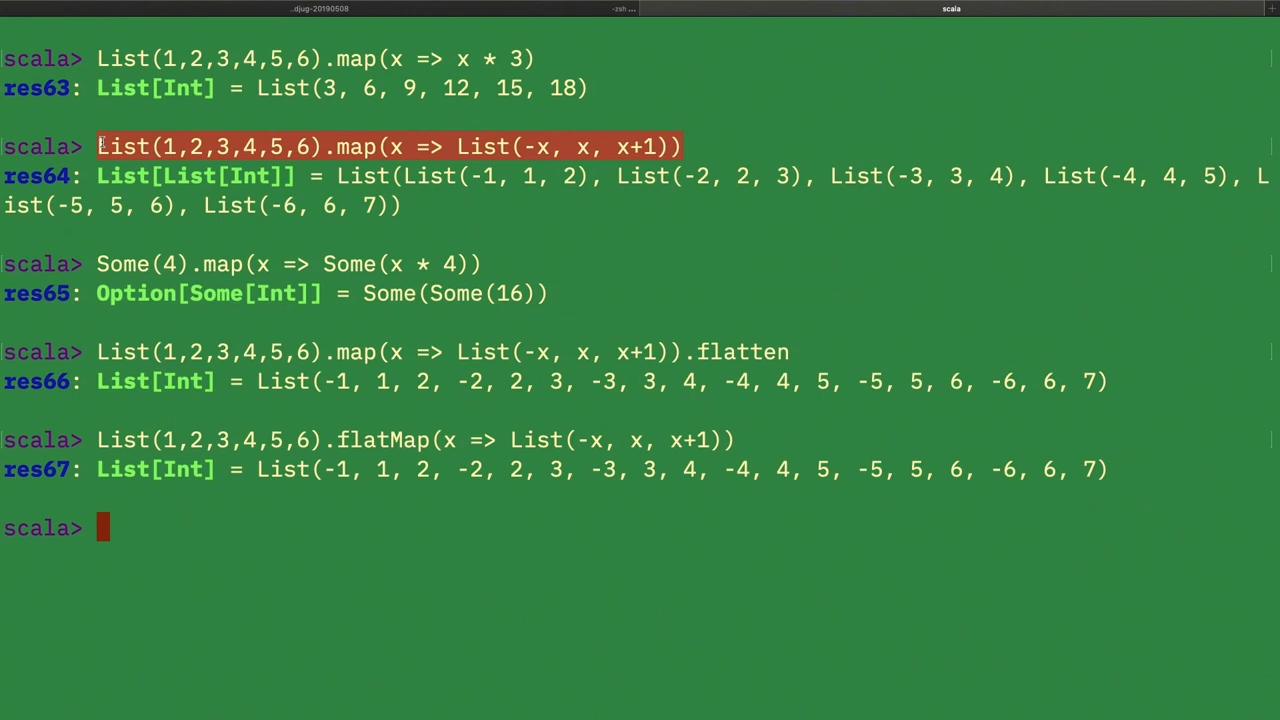 ..djug-20190508
-zsh ...
scala
scala> List(1,2,3,4,5,6).map(x => x * 3)
res63: List[Int] = List(3, 6, 9, 12, 15, 18)
scala> List(1,2,3,4,5,6).map(x => List(-x, x, x+1))
res64: List[List[Int]] = List(List(-1, 1, 2), List(-2, 2, 3), List(-3, 3, 4), List(-4, 4, 5), L
ist(-5, 5, 6), List(-6, 6, 7))
scala> Some(4).map(x => Some(x * 4))
res65: Option[Some[Int]] = Some(Some(16))
scala> List(1,2,3,4,5,6).map(x => List(-x, x, x+1)).flatten
res66: List[Int] = List(-1, 1, 2, -2, 2, 3, -3, 3, 4, -4, 4, 5, -5, 5, 6, -6, 6, 7)
scala> List(1,2,3,4,5,6).flatMap(x => List(-x, x, x+1))
res67: List[Int] = List(-1, 1, 2, -2, 2, 3, -3, 3, 4, -4, 4, 5, -5, 5, 6, -6, 6, 7)
scala>